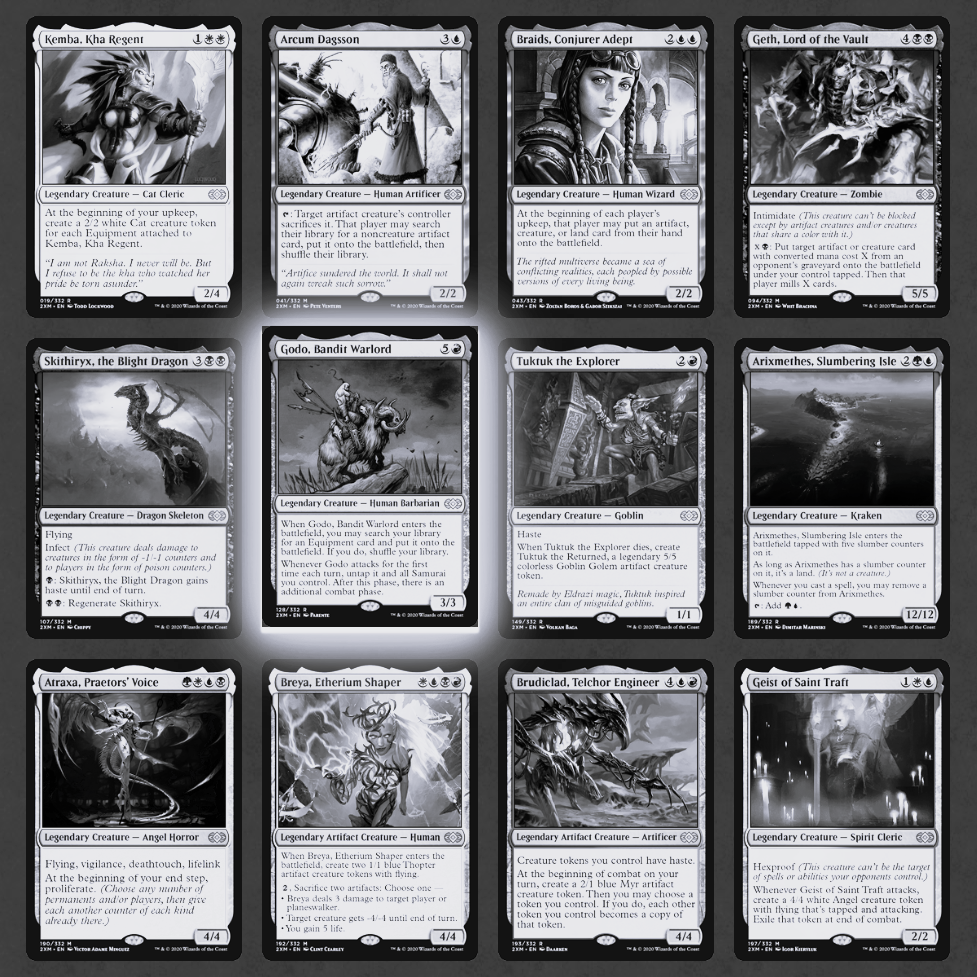 Kemba, Kha Regent 1
Legendary Creature — Cat Cleric
At the beginning of your upkeep,
create a 2/2 white Cat creature token
for each Equipment attached to
Kemba, Kha Regent.
“I am not Raksha. I never will be. But
I refuse to be the kha who watched her
pride be torn asunder.”
2/4
019/332 R
2XM • EN Todd Lockwood ™ & © 2020 Wizards of the Coast
Arcum Dagsson 3
Legendary Creature — Human Artificer
: Target artifact creature’s controller
sacrifices it. That player may search
their library for a noncreature artifact
card, put it onto the battlefield, then
shuffle their library.
“Artifice sundered the world. It shall not
again wreak such sorrow.”
2/2
041/332 M
2XM • EN Pete Venters ™ & © 2020 Wizards of the Coast
Braids, Conjurer Adept 2
Legendary Creature — Human Wizard
At the beginning of each player’s
upkeep, that player may put an artifact,
creature, or land card from their hand
onto the battlefield.
The rifted multiverse became a sea of
conflicting realities, each peopled by possible
versions of every living being.
2/2
043/332 R
2XM • EN Zoltan Boros & Gabor Szikszai ™ & © 2020 Wizards of the Coast
Geth, Lord of the Vault 4
Legendary Creature — Zombie
Intimidate (This creature can’t be blocked
except by artifact creatures and/or creatures
that share a color with it.)
X : Put target artifact or creature card
with converted mana cost X from an
opponent’s graveyard onto the battlefield
under your control tapped. Then that
player mills X cards.
5/5
094/332 M
2XM • EN Whit Brachna ™ & © 2020 Wizards of the Coast
Skithiryx, the Blight Dragon 3
Legendary Creature — Dragon Skeleton
Flying
Infect (This creature deals damage to
creatures in the form of -1/-1 counters and
to players in the form of poison counters.)
: Skithiryx, the Blight Dragon gains
haste until end of turn.
: Regenerate Skithiryx.
4/4
107/332 M
2XM • EN Chippy ™ & © 2020 Wizards of the Coast
Godo, Bandit Warlord 5
Legendary Creature — Human Barbarian
When Godo, Bandit Warlord enters the
battlefield, you may search your library
for an Equipment card and put it onto the
battlefield. If you do, shuffle your library.
Whenever Godo attacks for the first
time each turn, untap it and all Samurai
you control. After this phase, there is an
additional combat phase.
3/3
128/332 R
2XM • EN Parente ™ & © 2020 Wizards of the Coast
Tuktuk the Explorer 2
Legendary Creature — Goblin
Haste
When Tuktuk the Explorer dies, create
Tuktuk the Returned, a legendary 5/5
colorless Goblin Golem artifact creature
token.
Remade by Eldrazi magic, Tuktuk inspired
an entire clan of misguided goblins.
1/1
149/332 R
2XM • EN Volkan Baga ™ & © 2020 Wizards of the Coast
Arixmethes, Slumbering Isle 2
Legendary Creature — Kraken
Arixmethes, Slumbering Isle enters the
battlefield tapped with five slumber counters
on it.
As long as Arixmethes has a slumber counter
on it, it’s a land. (It’s not a creature.)
Whenever you cast a spell, you may remove a
slumber counter from Arixmethes.
: Add .
12/12
189/332 R
2XM • EN Dimitar Marinski ™ & © 2020 Wizards of the Coast
Atraxa, Praetors’ Voice
Legendary Creature — Angel Horror
Flying, vigilance, deathtouch, lifelink
At the beginning of your end step,
proliferate. (Choose any number of
permanents and/or players, then give
each another counter of each kind
already there.)
4/4
190/332 M
2XM • EN Victor Adame Minguez ™ & © 2020 Wizards of the Coast
Breya, Etherium Shaper
Legendary Artifact Creature — Human
When Breya, Etherium Shaper enters the
battlefield, create two 1/1 blue Thopter
artifact creature tokens with flying.
2, Sacrifice two artifacts: Choose one —
• Breya deals 3 damage to target player or
planeswalker.
• Target creature gets -4/-4 until end of turn.
• You gain 5 life.
4/4
192/332 M
2XM • EN Clint Cearley ™ & © 2020 Wizards of the Coast
Brudiclad, Telchor Engineer 4
Legendary Artifact Creature — Artificer
Creature tokens you control have haste.
At the beginning of combat on your
turn, create a 2/1 blue Myr artifact
creature token. Then you may choose a
token you control. If you do, each other
token you control becomes a copy of
that token.
4/4
193/332 R
2XM • EN Daarken ™ & © 2020 Wizards of the Coast
Geist of Saint Traft 1
Legendary Creature — Spirit Cleric
Hexproof (This creature can’t be the target
of spells or abilities your opponents control.)
Whenever Geist of Saint Traft attacks,
create a 4/4 white Angel creature token
with flying that’s tapped and attacking.
Exile that token at end of combat.
2/2
197/332 M
2XM • EN Igor Kieryluk ™ & © 2020 Wizards of the Coast